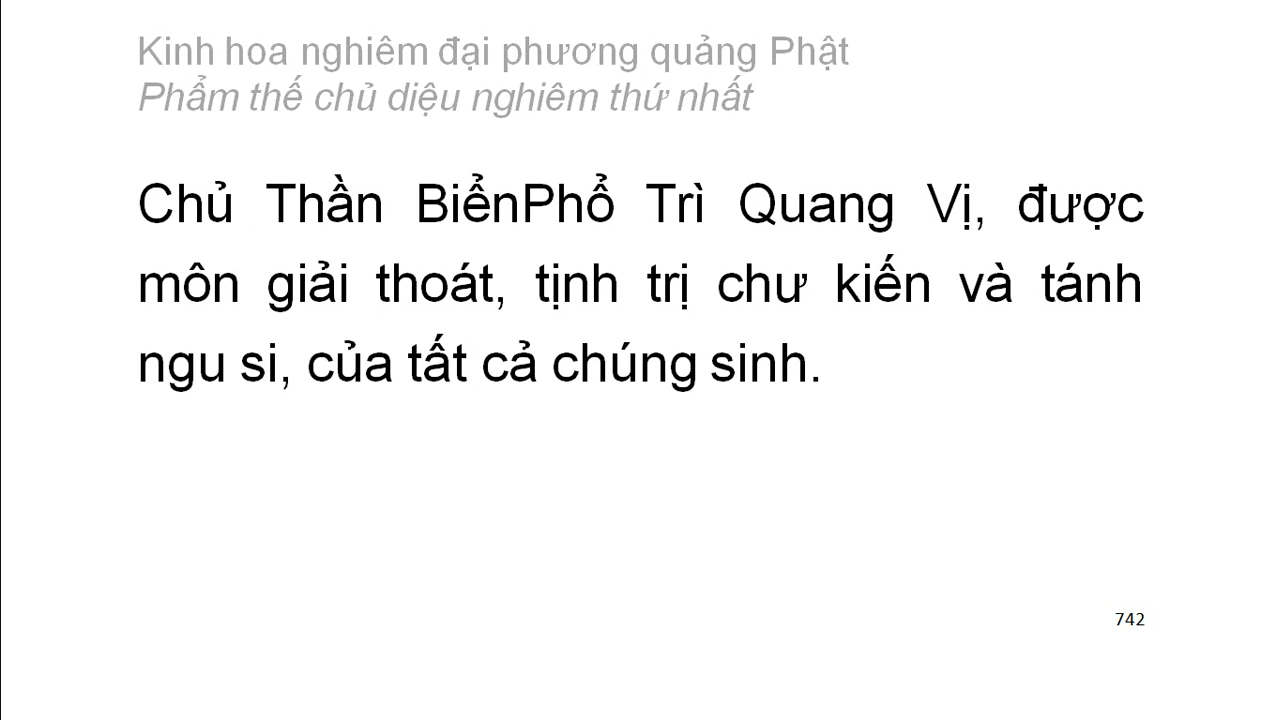 Kinh hoa nghiêm đại phương quảng Phật
Phẩm thế chủ diệu nghiêm thứ nhất
Chủ Thần BiểnPhổ Trì Quang Vị, được
môn giải thoát, tịnh trị chư kiến và tánh
ngu si, của tất cả chúng sinh.
742